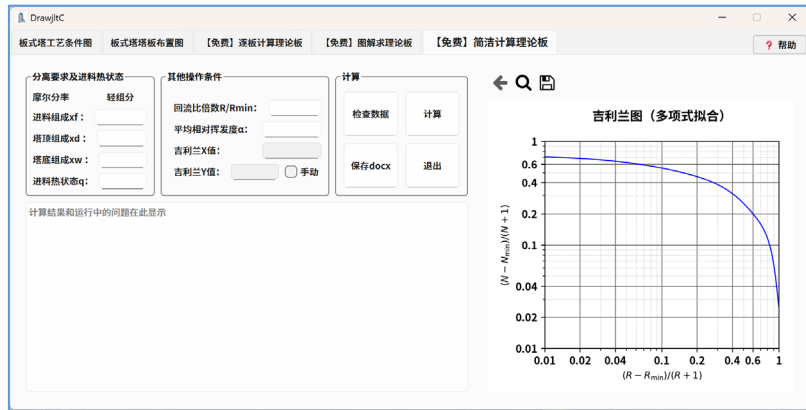 DrawjltC
板式塔工艺条件图 板式塔塔板布置图 【免费】逐板计算理论板 【免费】图解求理论板 【免费】简洁计算理论板
? 帮助
分离要求及进料热状态
摩尔分率 轻组分
进料组成xf：
塔顶组成xd：
塔底组成xw：
进料热状态q：
其他操作条件
回流比倍数R/Rmin：
平均相对挥发度α：
吉利兰X值：
吉利兰Y值： 手动
计算
检查数据 计算
保存docx 退出
计算结果和运行中的问题在此显示
吉利兰图（多项式拟合）
(N − Nmin)/(N + 1)
1
0.6
0.4
0.2
0.1
0.04
0.02
0.01
0.01 0.02 0.04 0.1 0.2 0.4 0.6 1
(R − Rmin)/(R + 1)